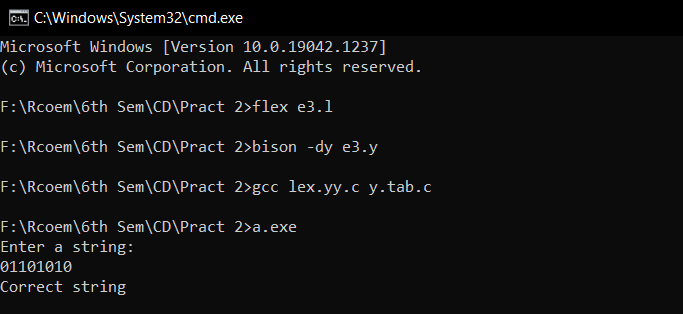 C:\Windows\System32\cmd.exe
Microsoft Windows [Version 10.0.19042.1237]
(c) Microsoft Corporation. All rights reserved.
F:\Rcoem\6th Sem\CD\Pract 2>flex e3.l
F:\Rcoem\6th Sem\CD\Pract 2>bison -dy e3.y
F:\Rcoem\6th Sem\CD\Pract 2>gcc lex.yy.c y.tab.c
F:\Rcoem\6th Sem\CD\Pract 2>a.exe
Enter a string:
01101010
Correct string